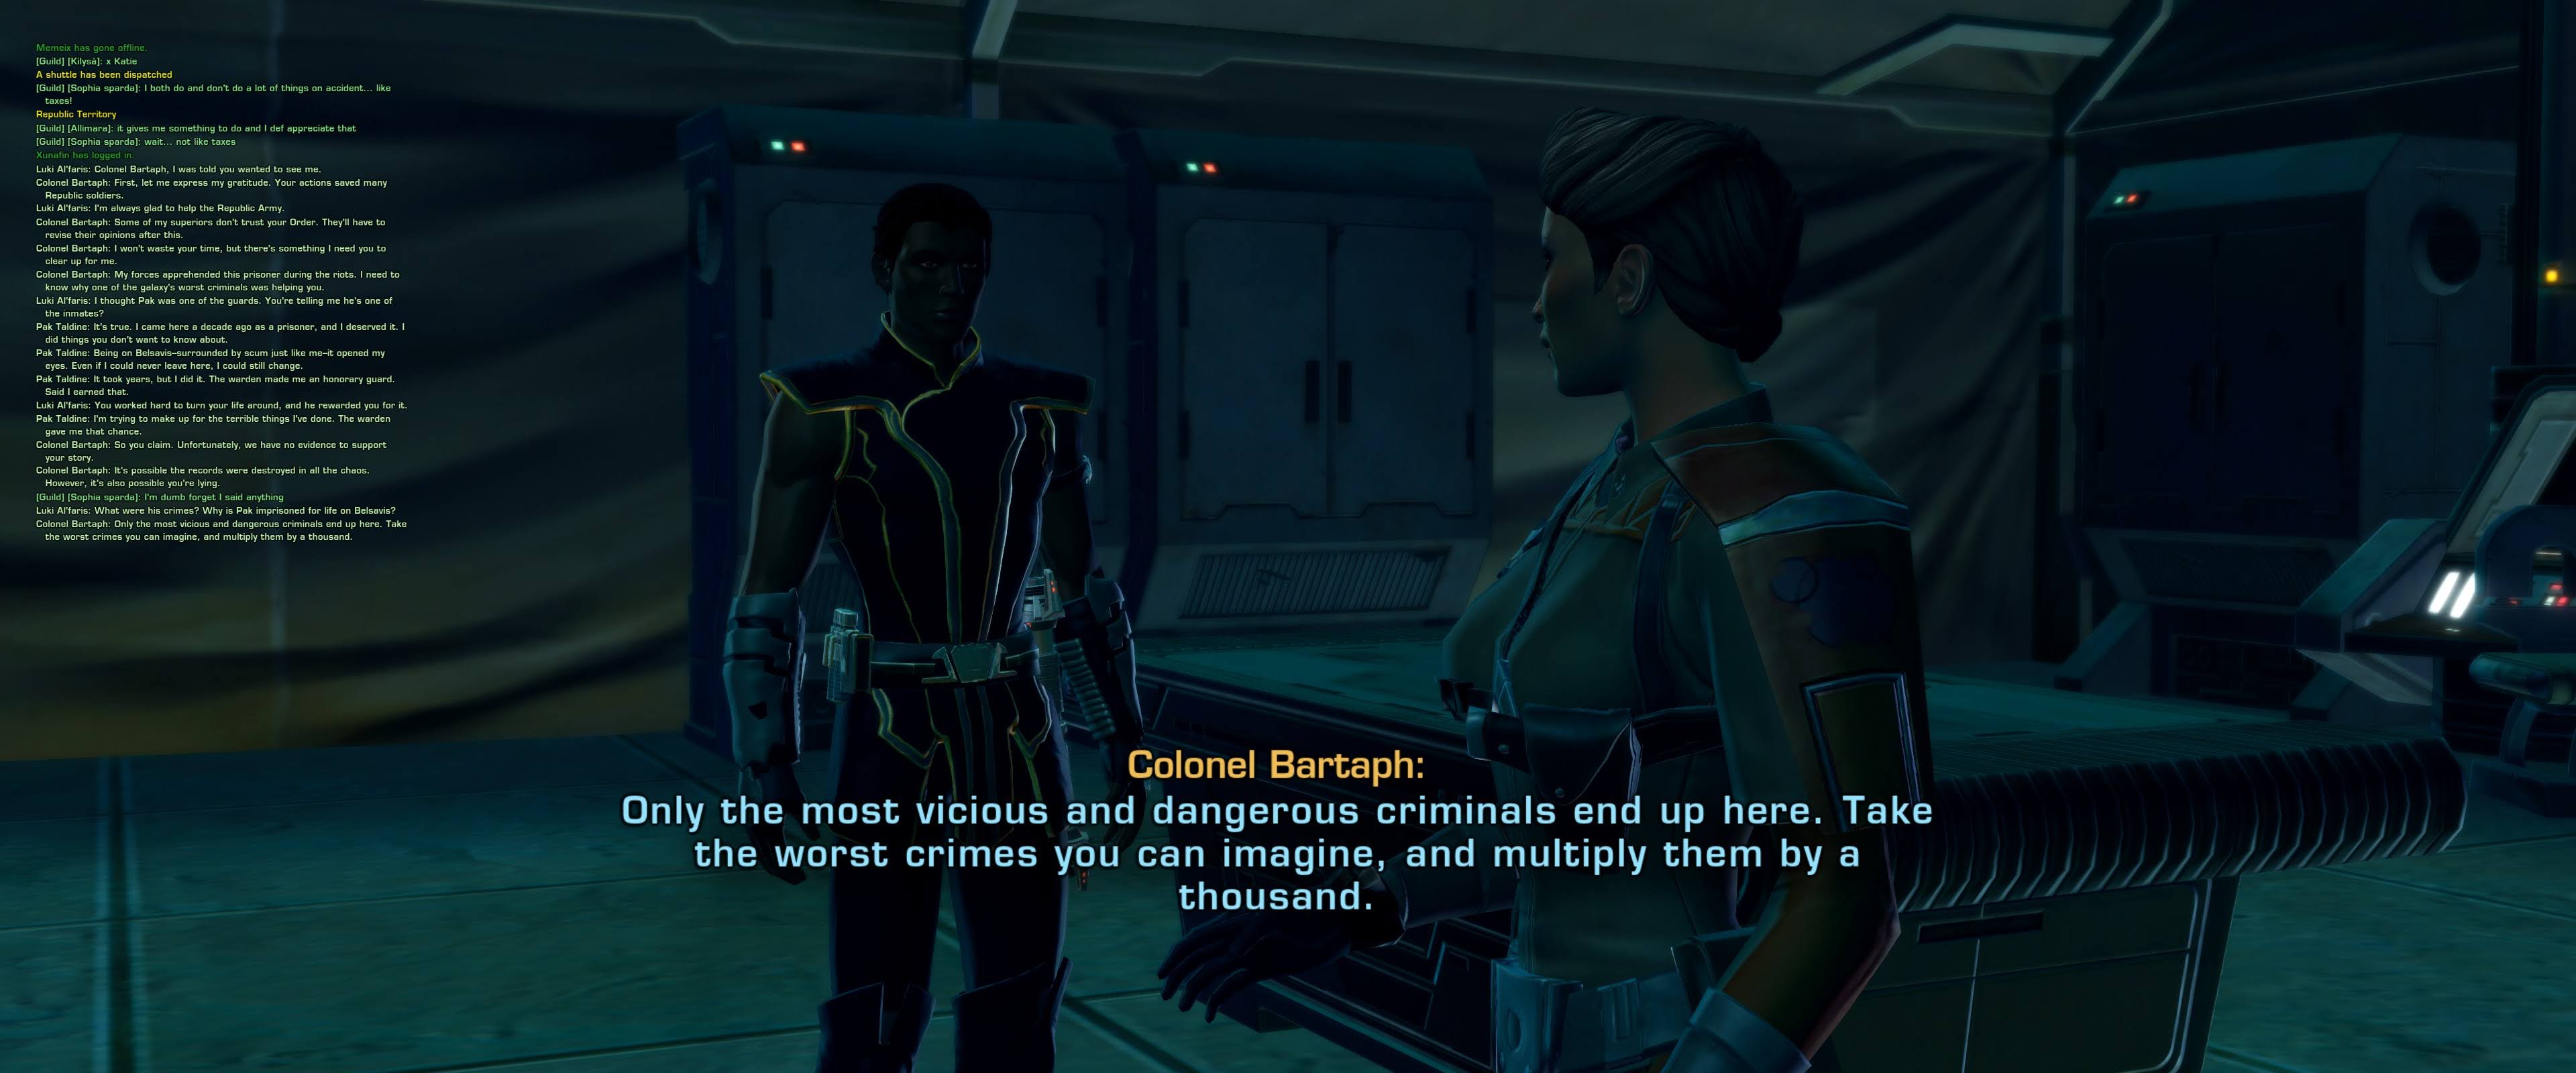 Memeix has gone offline.
[Guild] [Kilysà]: x Katie
A shuttle has been dispatched
[Guild] [Sophia sparda]: I both do and don't do a lot of things on accident... like
taxes!
Republic Territory
[Guild] [Allimara]: it gives me something to do and I def appreciate that
[Guild] [Sophia sparda]: wait... not like taxes
Xunafin has logged in.
Luki Al'faris: Colonel Bartaph, I was told you wanted to see me.
Colonel Bartaph: First, let me express my gratitude. Your actions saved many
Republic soldiers.
Luki Al'faris: I'm always glad to help the Republic Army.
Colonel Bartaph: Some of my superiors don't trust your Order. They'll have to
revise their opinions after this.
Colonel Bartaph: I won't waste your time, but there's something I need you to
clear up for me.
Colonel Bartaph: My forces apprehended this prisoner during the riots. I need to
know why one of the galaxy's worst criminals was helping you.
Luki Al'faris: I thought Pak was one of the guards. You're telling me he's one of
the inmates?
Pak Taldine: It's true. I came here a decade ago as a prisoner, and I deserved it. I
did things you don't want to know about.
Pak Taldine: Being on Belsavis–surrounded by scum just like me–it opened my
eyes. Even if I could never leave here, I could still change.
Pak Taldine: It took years, but I did it. The warden made me an honorary guard.
Said I earned that.
Luki Al'faris: You worked hard to turn your life around, and he rewarded you for it.
Pak Taldine: I'm trying to make up for the terrible things I've done. The warden
gave me that chance.
Colonel Bartaph: So you claim. Unfortunately, we have no evidence to support
your story.
Colonel Bartaph: It's possible the records were destroyed in all the chaos.
However, it's also possible you're lying.
[Guild] [Sophia sparda]: I'm dumb forget I said anything
Luki Al'faris: What were his crimes? Why is Pak imprisoned for life on Belsavis?
Colonel Bartaph: Only the most vicious and dangerous criminals end up here. Take
the worst crimes you can imagine, and multiply them by a thousand.
Colonel Bartaph:
Only the most vicious and dangerous criminals end up here. Take
the worst crimes you can imagine, and multiply them by a
thousand.